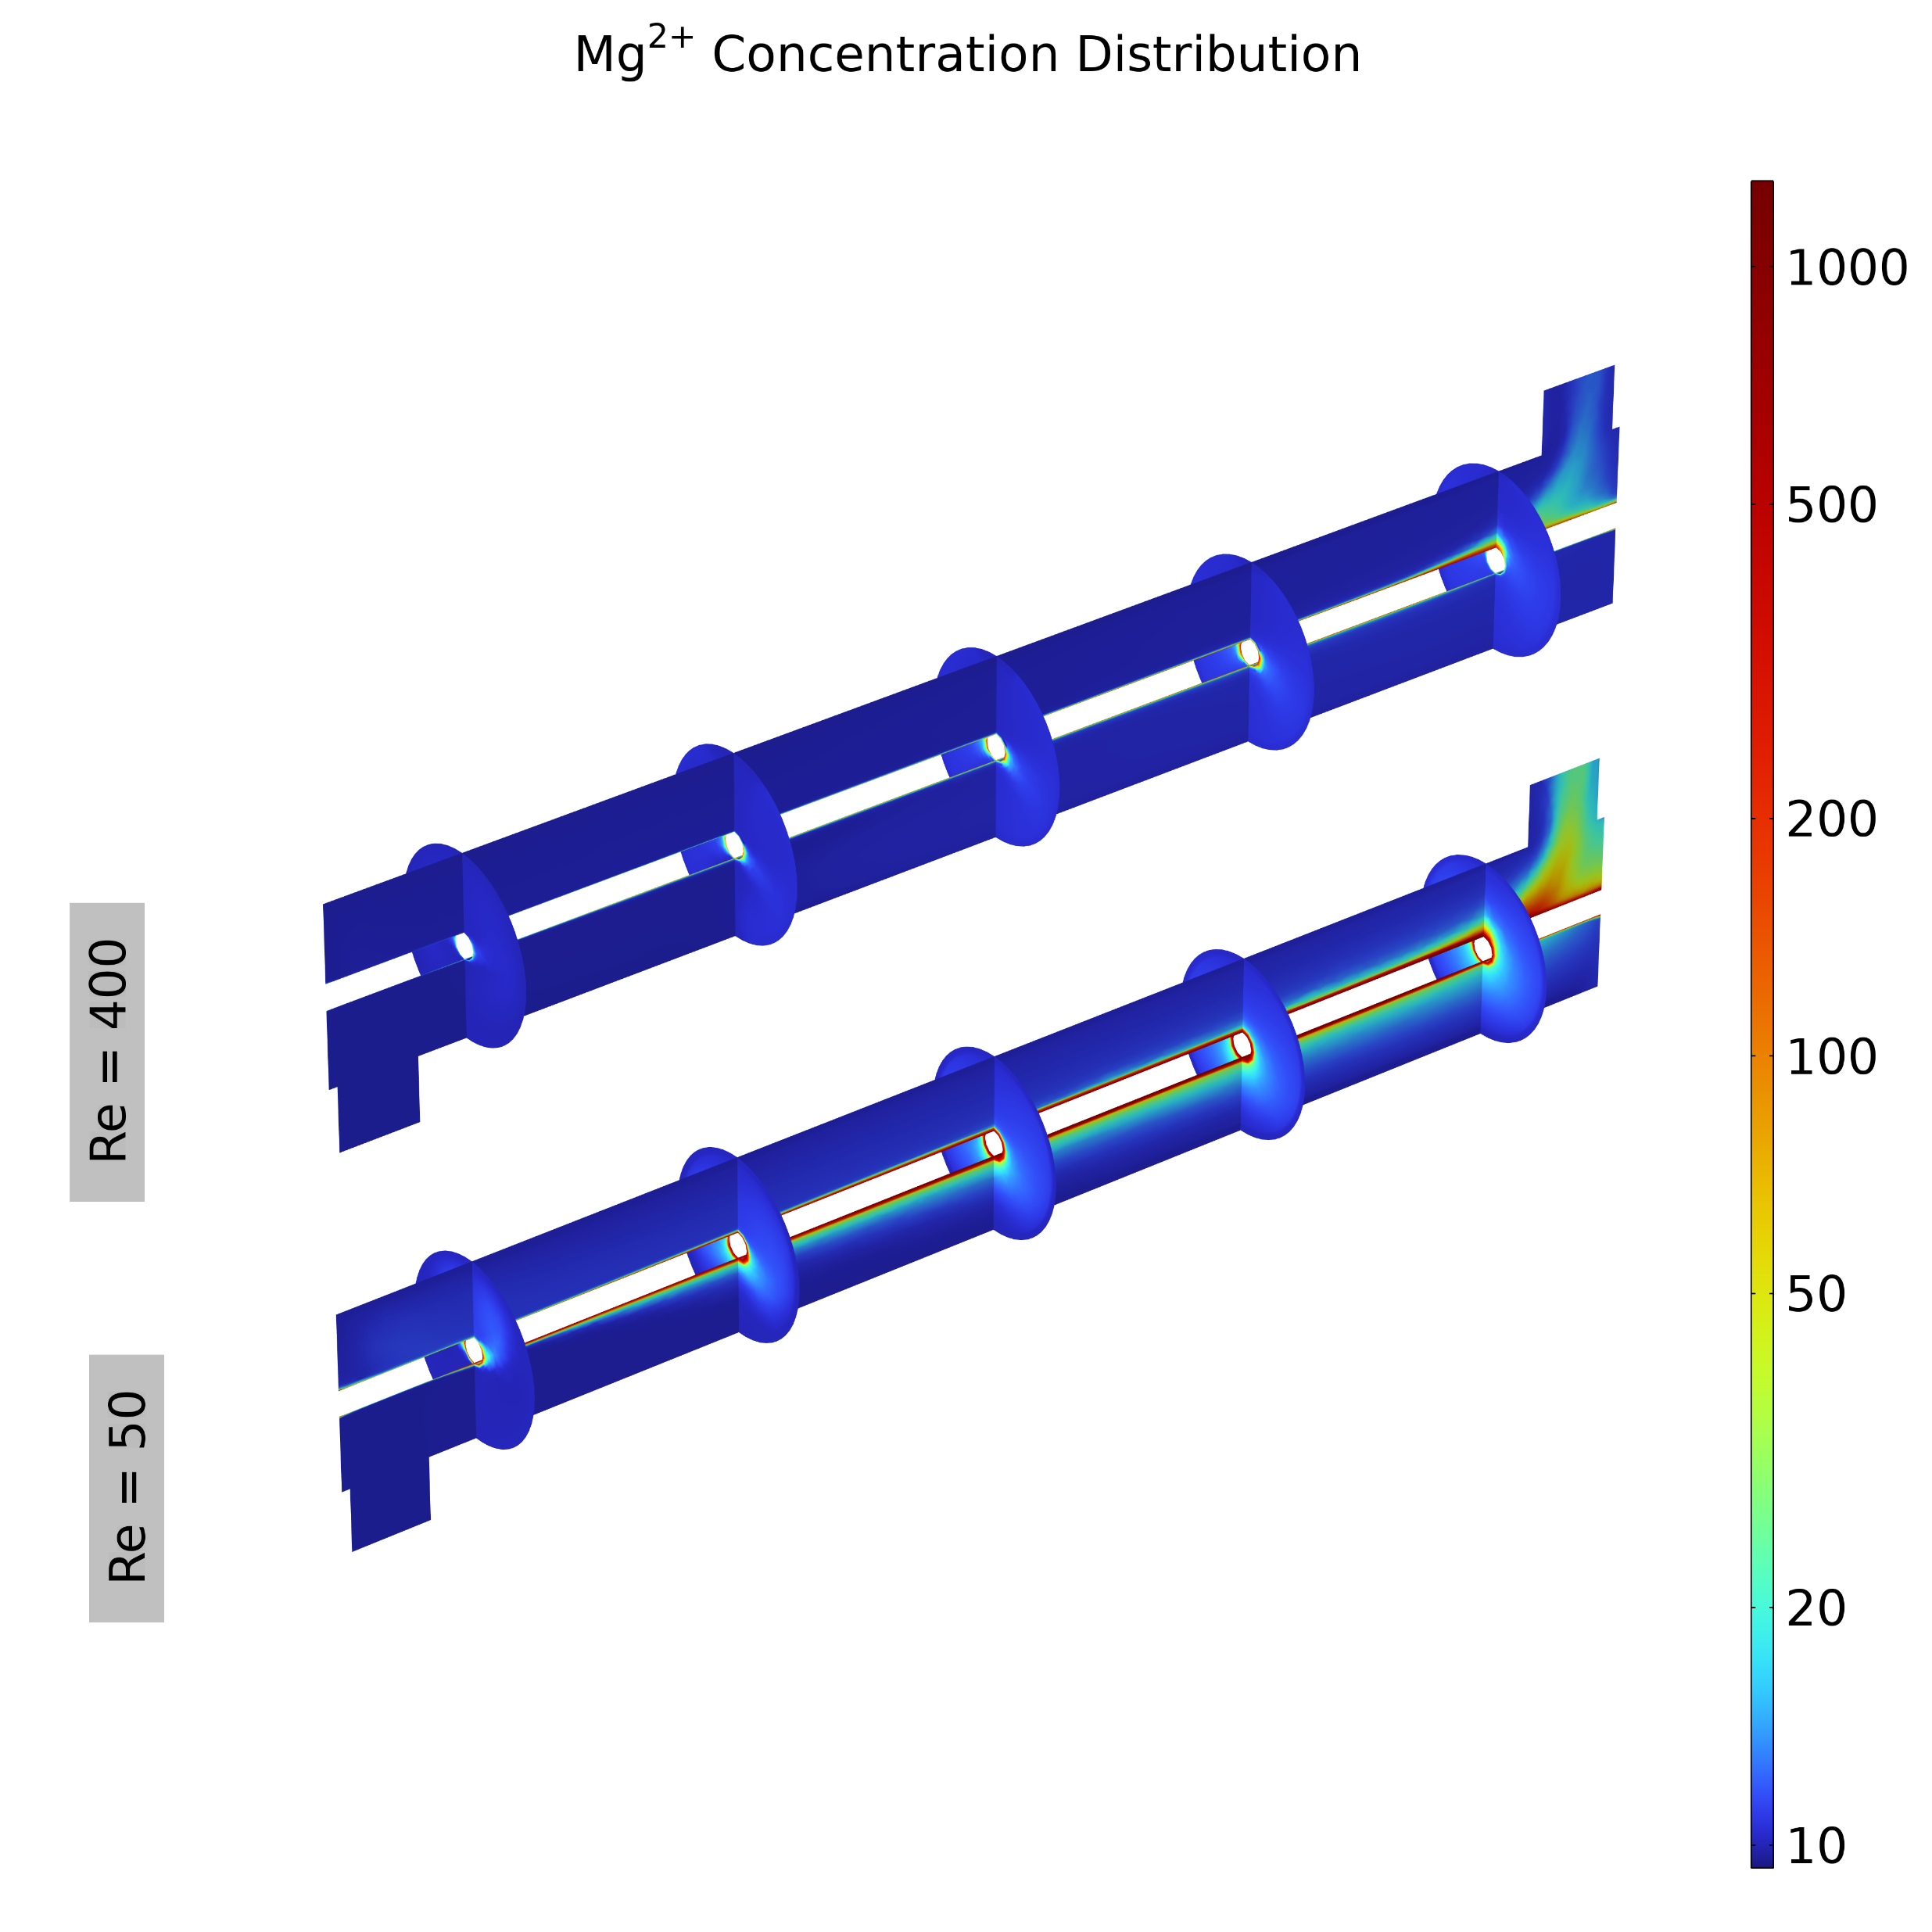 Mg²⁺ Concentration Distribution
1000
500
200
100
50
20
10
Re = 400
Re = 50